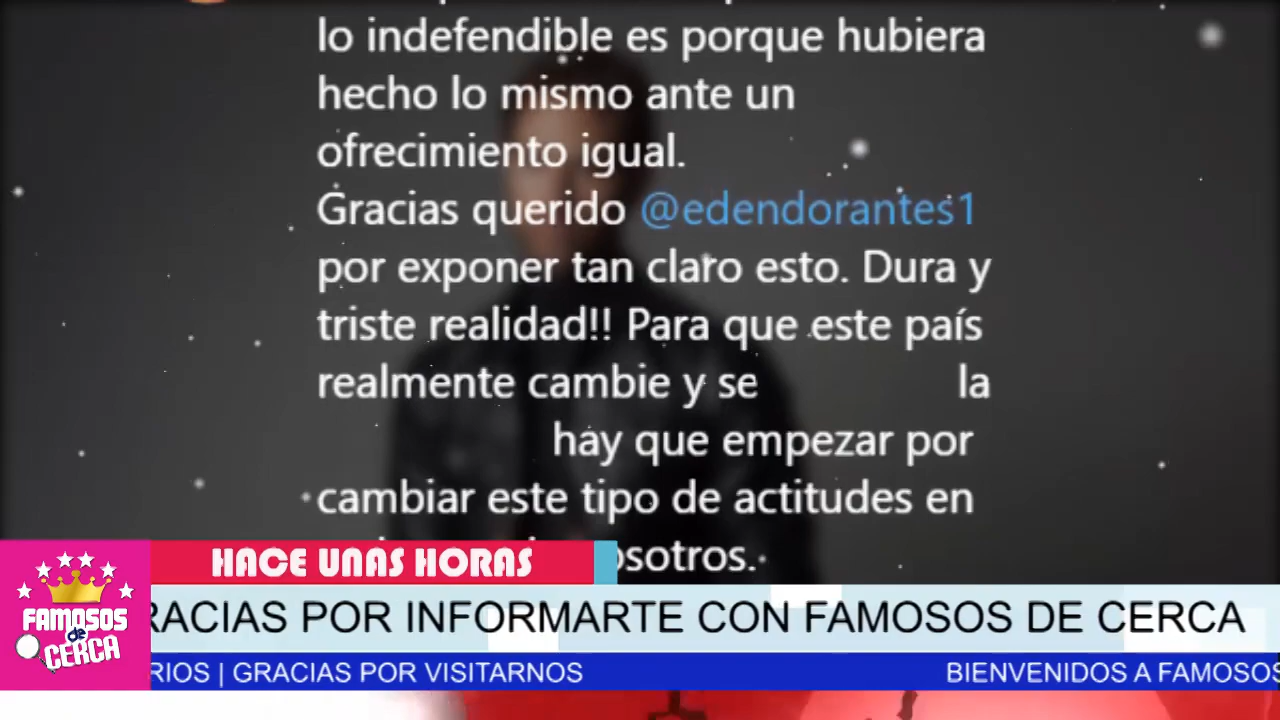 lo indefendible es porque hubiera
hecho lo mismo ante un
ofrecimiento igual.
Gracias querido @edendorantes1
por exponer tan claro esto. Dura y
triste realidad!! Para que este país
realmente cambie y se la
hay que empezar por
cambiar este tipo de actitudes en
osotros.
HACE UNAS HORAS
RACIAS POR INFORMARTE CON FAMOSOS DE CERCA
FAMOSOS
de
CERCA
RIOS | GRACIAS POR VISITARNOS BIENVENIDOS A FAMOSOS